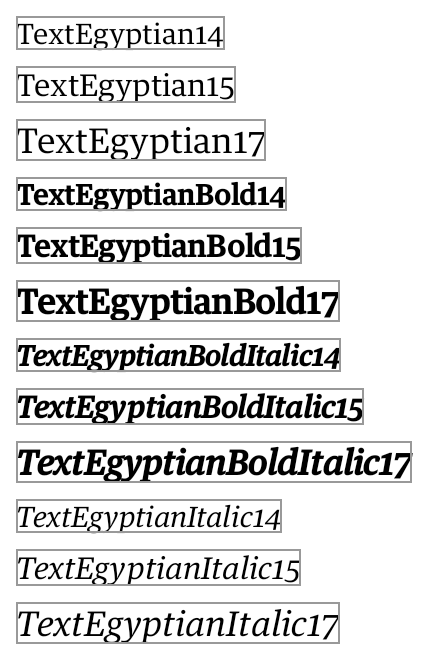 TextEgyptian14
TextEgyptian15
TextEgyptian17
TextEgyptianBold14
TextEgyptianBold15
TextEgyptianBold17
TextEgyptianBoldItalic14
TextEgyptianBoldItalic15
TextEgyptianBoldItalic17
TextEgyptianItalic14
TextEgyptianItalic15
TextEgyptianItalic17